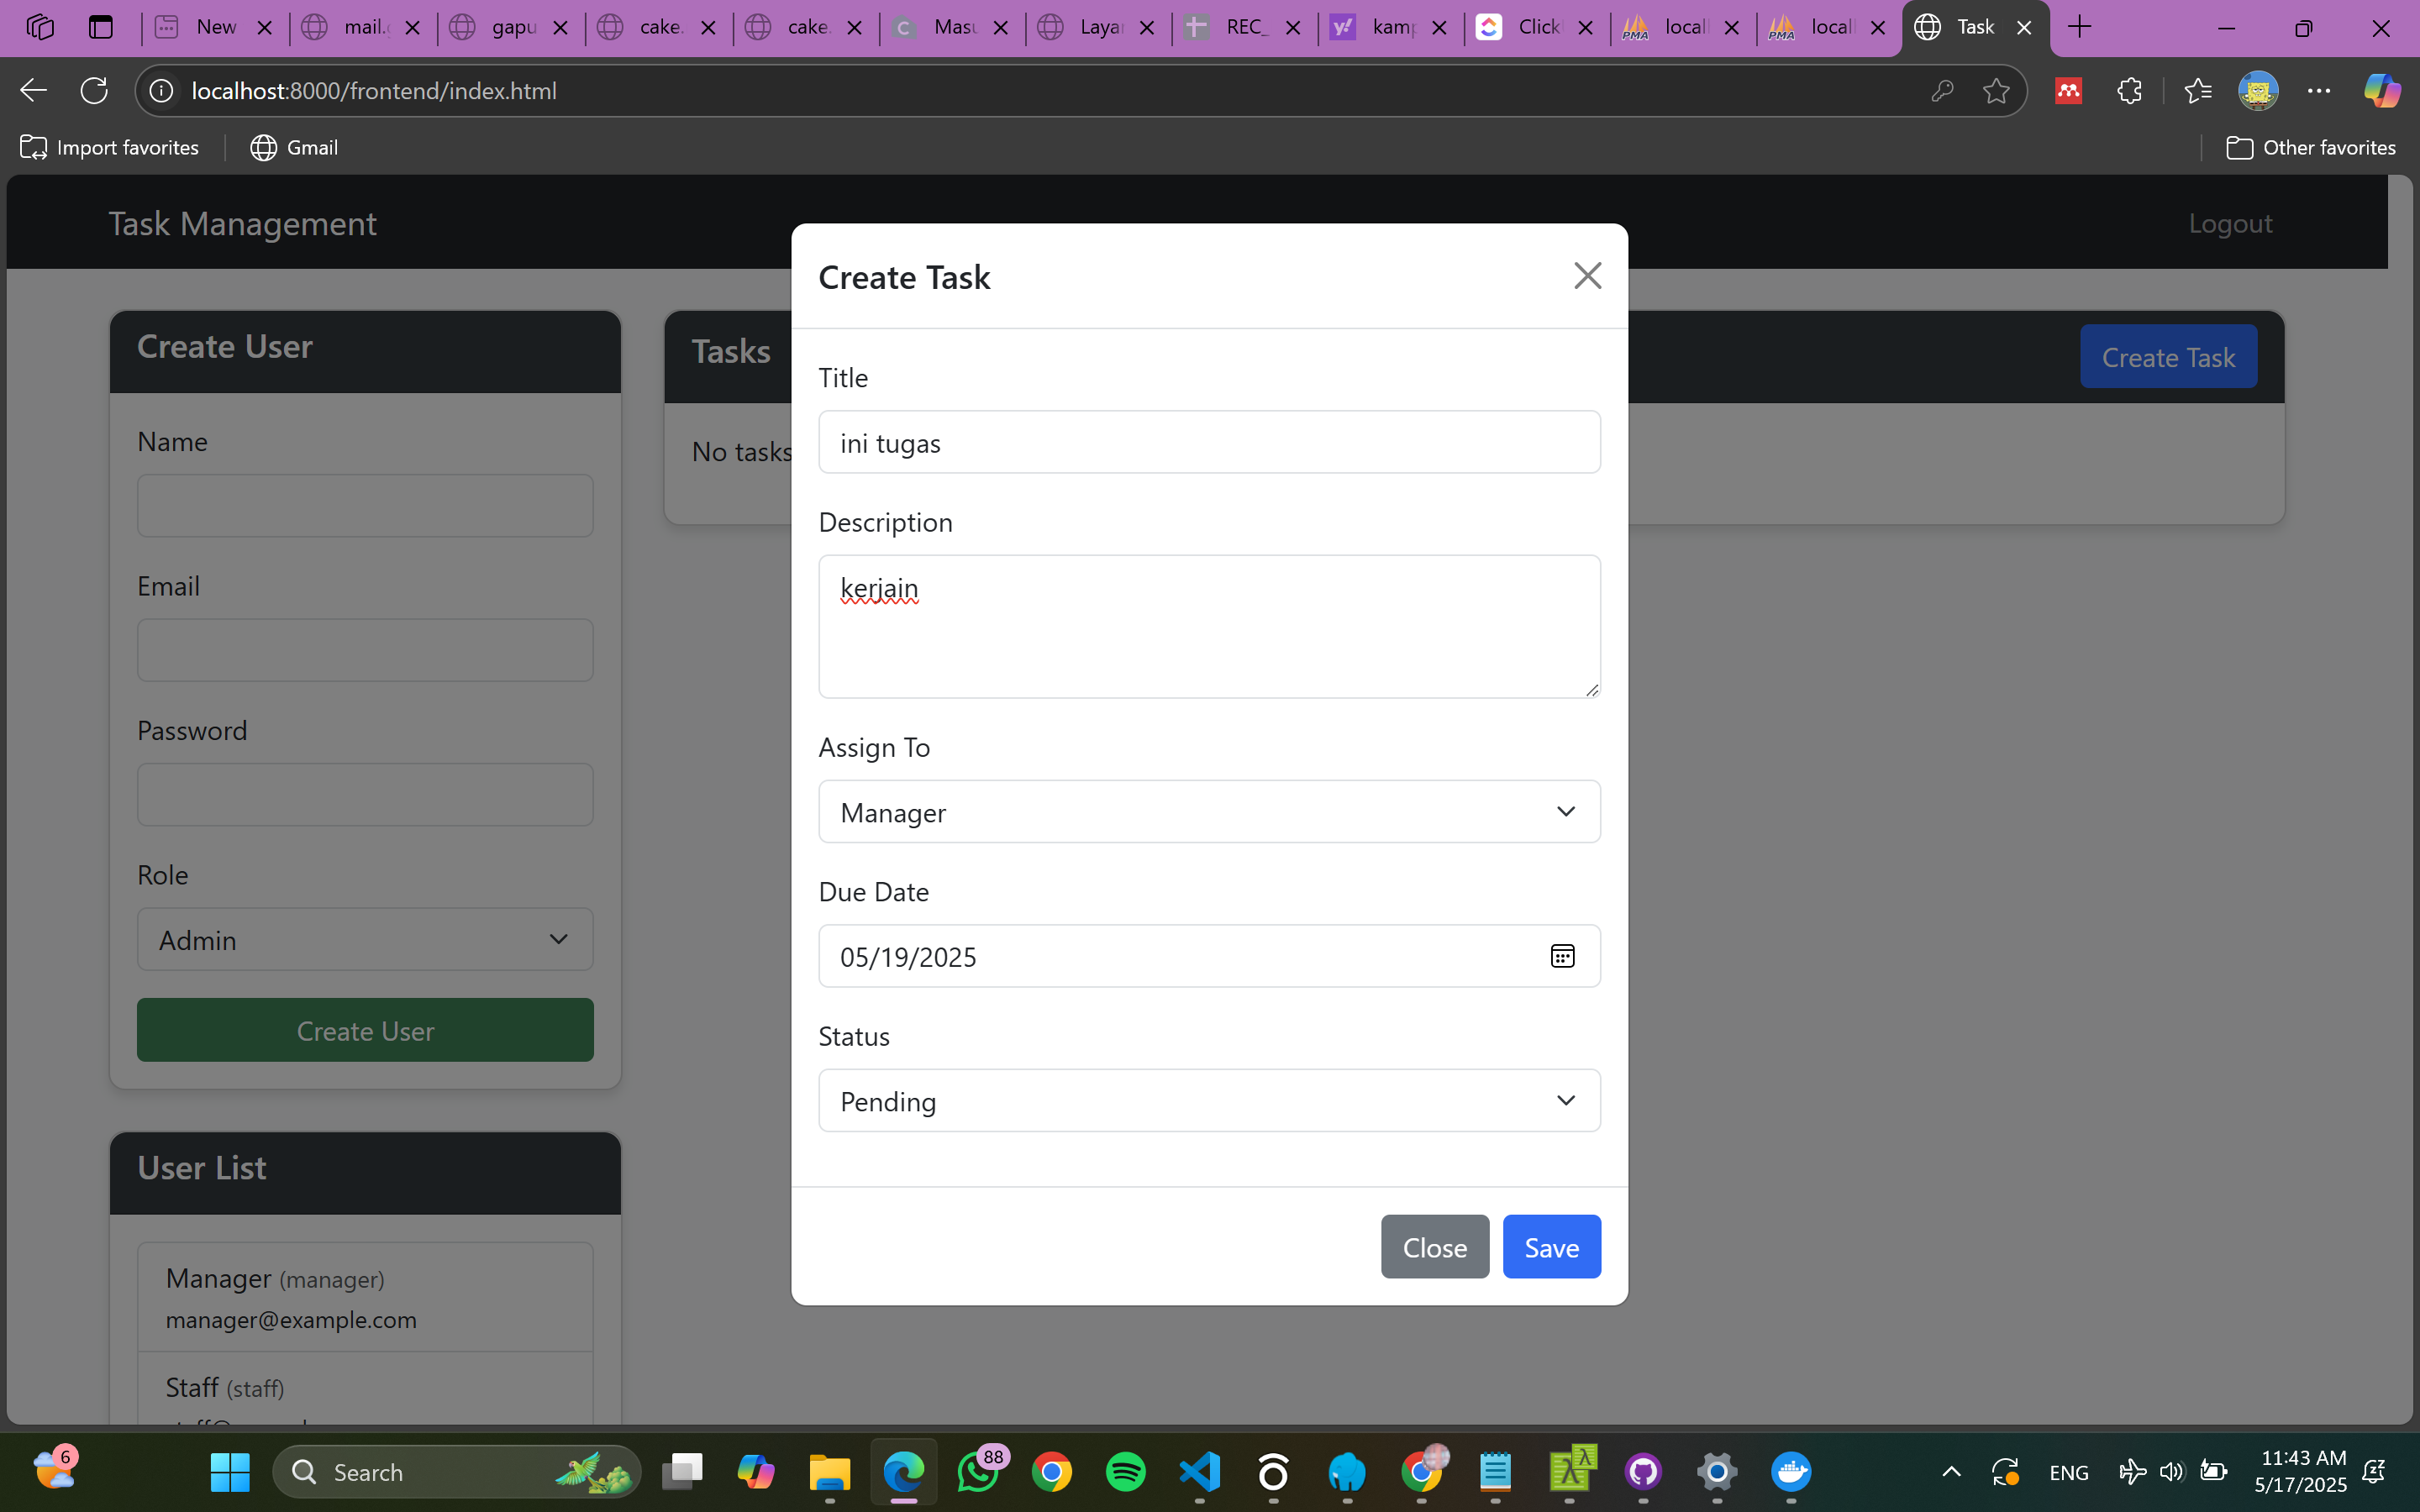 New
mail.
gapu
cake.
cake.
Mas
Laya
REC_
kam
Click
local
local
Task
localhost:8000/frontend/index.html
Import favorites
Gmail
Other favorites
Task Management
Logout
Create User
Name
Email
Password
Role
Admin
Create User
User List
Manager (manager)
manager@example.com
Staff (staff)
Tasks
Create Task
No tasks
Create Task
Title
ini tugas
Description
kerjain
Assign To
Manager
Due Date
05/19/2025
Status
Pending
Close
Save
6
Search
88
ENG
11:43 AM
5/17/2025